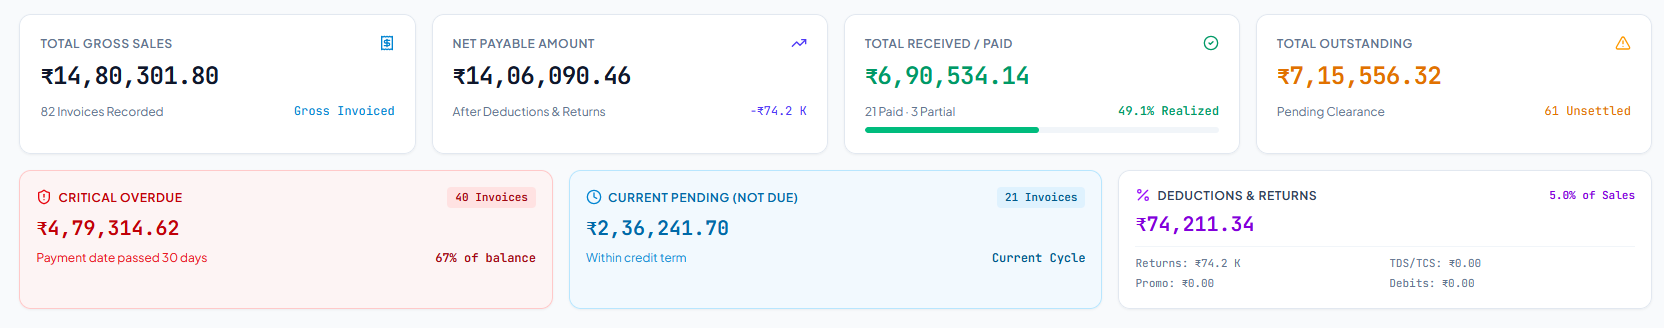 TOTAL GROSS SALES
₹14,80,301.80
82 Invoices Recorded Gross Invoiced
NET PAYABLE AMOUNT
₹14,06,090.46
After Deductions & Returns -₹74.2 K
TOTAL RECEIVED / PAID
₹6,90,534.14
21 Paid · 3 Partial 49.1% Realized
TOTAL OUTSTANDING
₹7,15,556.32
Pending Clearance 61 Unsettled
CRITICAL OVERDUE 40 Invoices
₹4,79,314.62
Payment date passed 30 days 67% of balance
CURRENT PENDING (NOT DUE) 21 Invoices
₹2,36,241.70
Within credit term Current Cycle
DEDUCTIONS & RETURNS 5.0% of Sales
₹74,211.34
Returns: ₹74.2 K TDS/TCS: ₹0.00
Promo: ₹0.00 Debits: ₹0.00